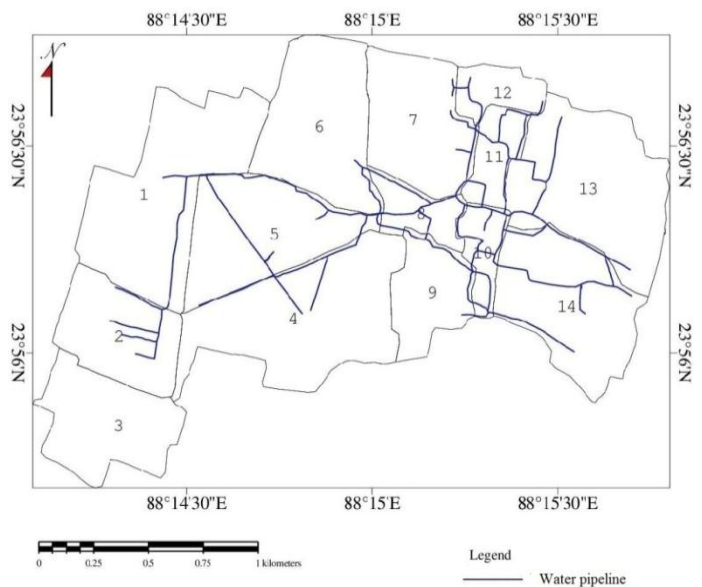 88°14'30"E 88°15'E 88°15'30"E
N
23°56'30"N 23°56'30"N
12
6 7
11
13
1
5
8
10
9
14
4
2
23°56'N 23°56'N
3
88°14'30"E 88°15'E 88°15'30"E
0 0.25 0.5 0.75 1 kilometers
Legend
Water pipeline